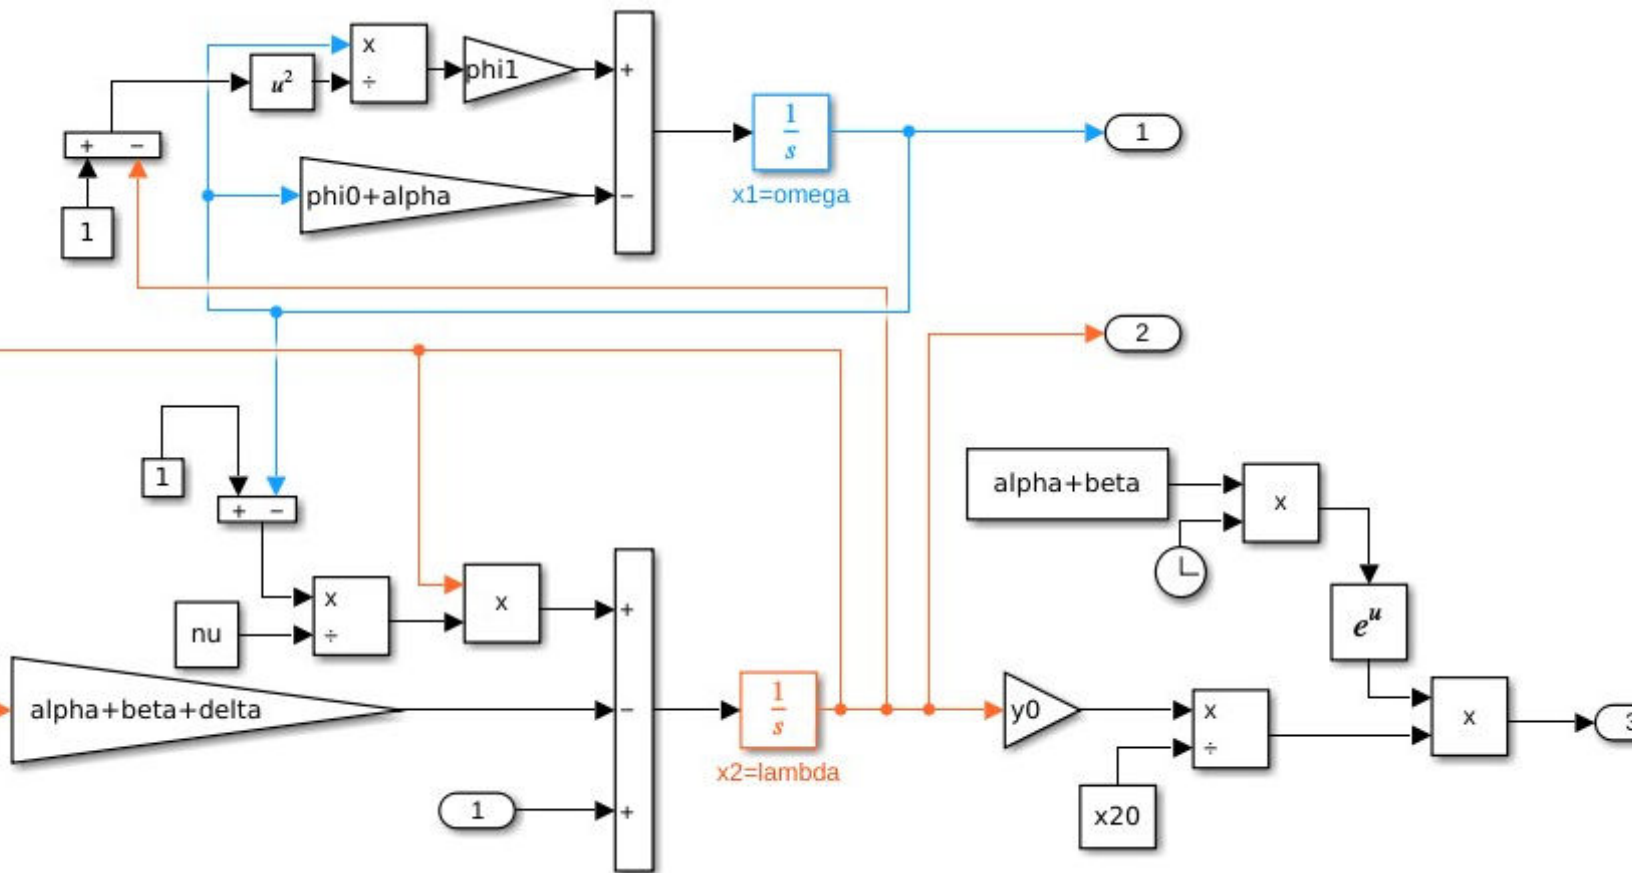 x
÷
u²
phi1
+
+ −
1
s
1
phi0+alpha
−
x1=omega
1
2
1
+ −
alpha+beta
x
x
÷
nu
x
+
e^u
alpha+beta+delta
−
1
s
y0
x
÷
x
3
x2=lambda
1
+
x20